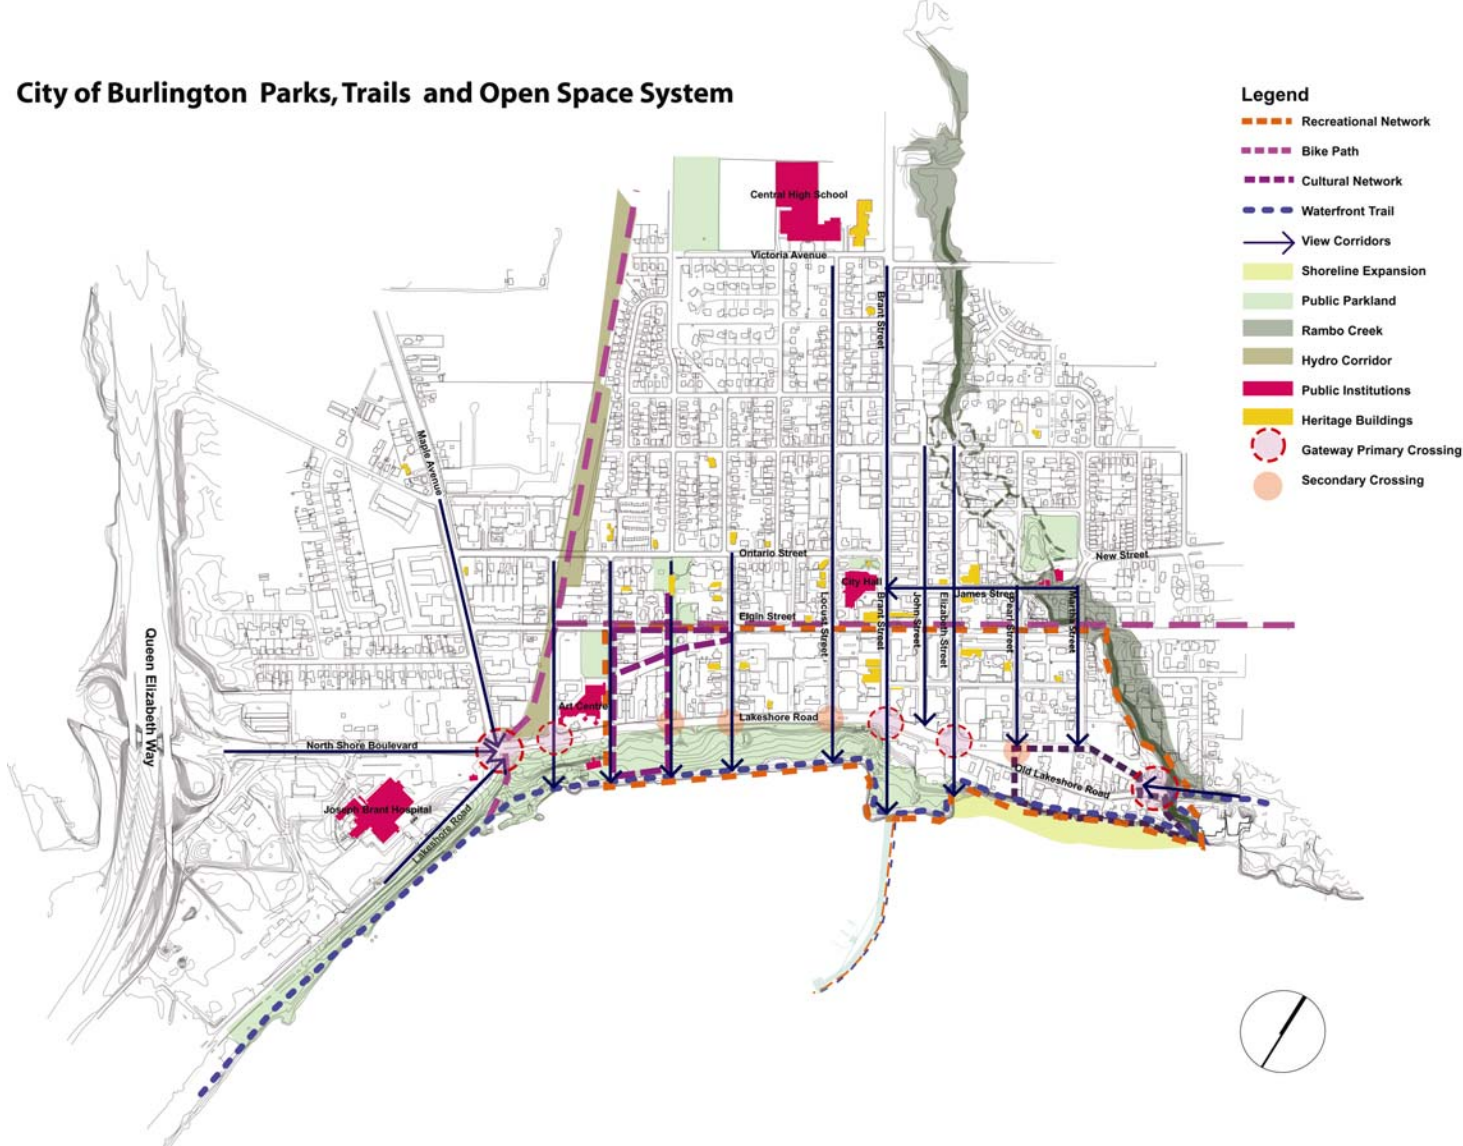 City of Burlington Parks, Trails and Open Space System
Legend
Recreational Network
Bike Path
Cultural Network
Waterfront Trail
View Corridors
Shoreline Expansion
Public Parkland
Rambo Creek
Hydro Corridor
Public Institutions
Heritage Buildings
Gateway Primary Crossing
Secondary Crossing
Central High School
Victoria Avenue
Brant Street
Maple Avenue
Ontario Street
New Street
City Hall
James Street
Elgin Street
Locust Street
Brant Street
John Street
Elizabeth Street
Pearl Street
Martha Street
Queen Elizabeth Way
Art Centre
Lakeshore Road
North Shore Boulevard
Old Lakeshore Road
Joseph Brant Hospital
Lakeshore Road